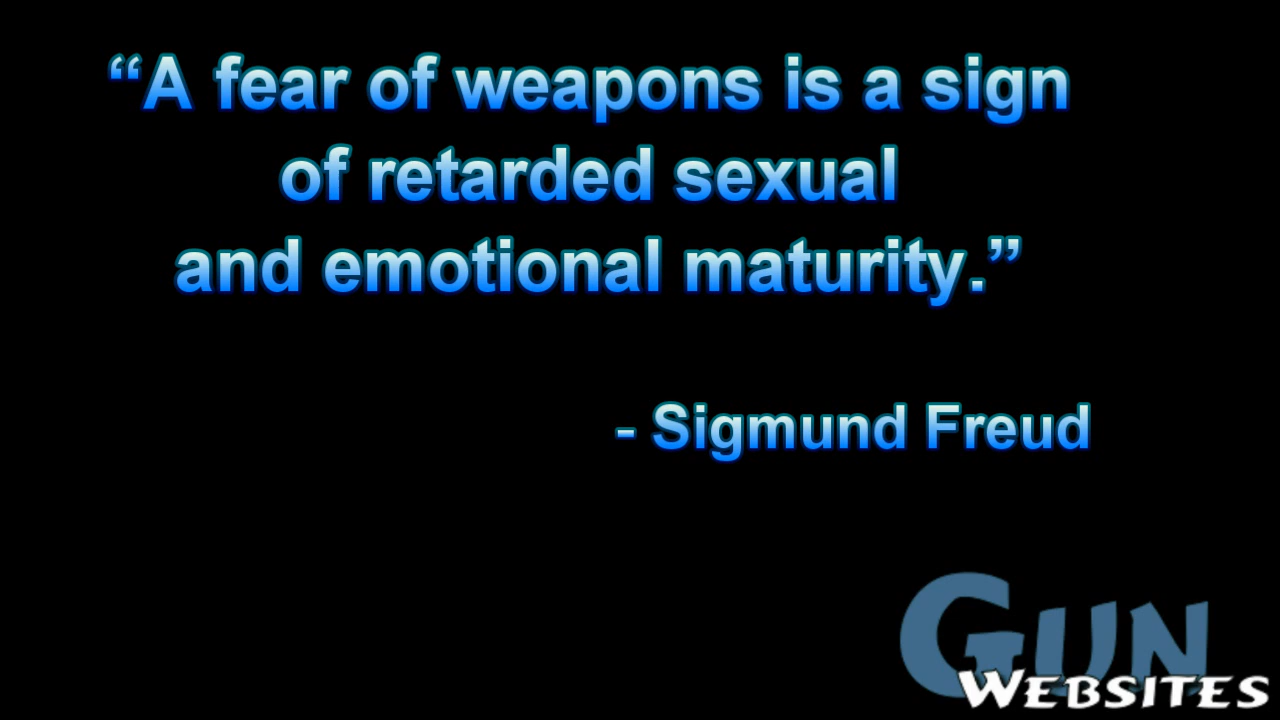 “A fear of weapons is a sign
of retarded sexual
and emotional maturity.”
- Sigmund Freud
GUN
WEBSITES